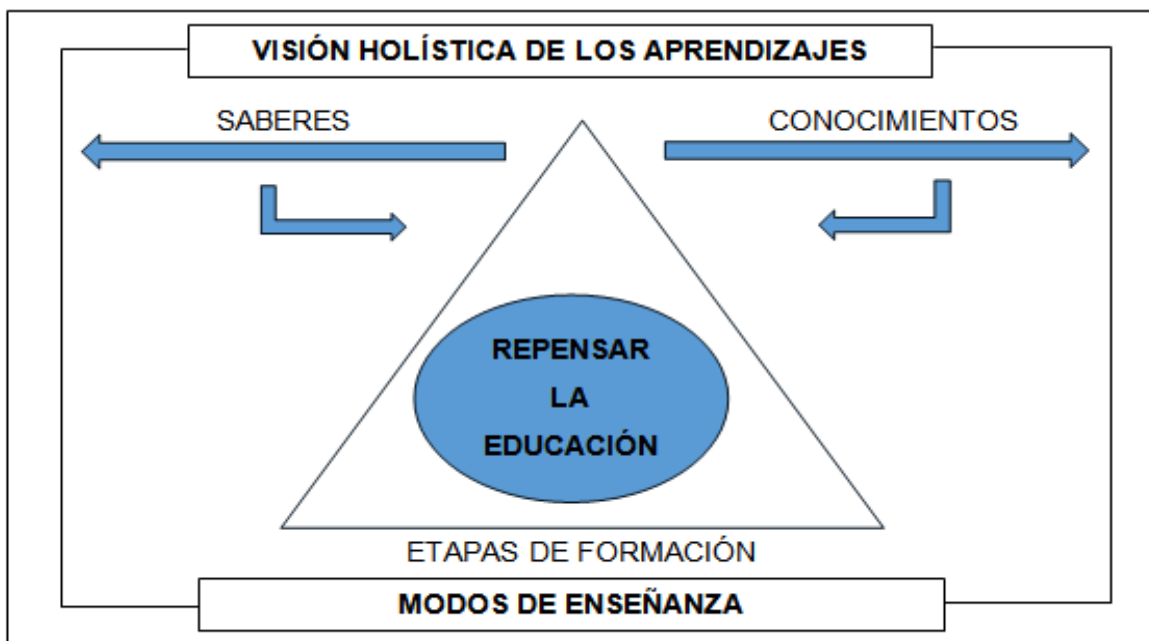 VISIÓN HOLÍSTICA DE LOS APRENDIZAJES
SABERES
CONOCIMIENTOS
REPENSAR
LA
EDUCACIÓN
ETAPAS DE FORMACIÓN
MODOS DE ENSEÑANZA